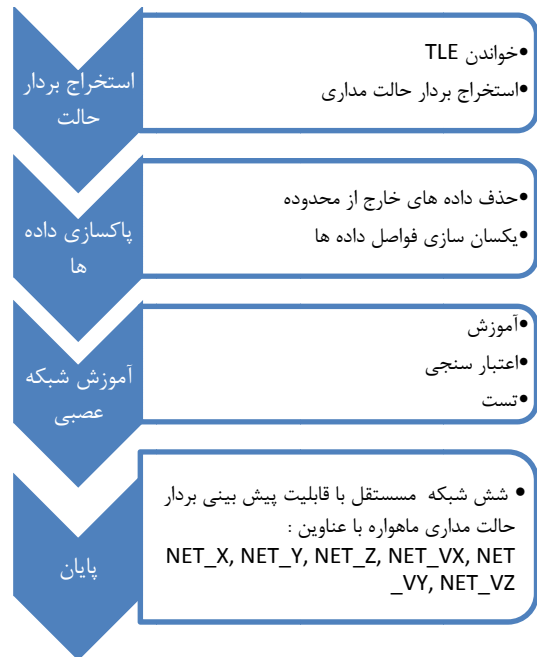 استخراج بردار
حالت
•خواندن TLE
•استخراج بردار حالت مداری
پاکسازی داده
ها
•حذف داده های خارج از محدوده
•یکسان سازی فواصل داده ها
آموزش شبکه
عصبی
•آموزش
•اعتبار سنجی
•تست
پایان
• شش شبکه مسستقل با قابلیت پیش بینی بردار
حالت مداری ماهواره با عناوین :
NET_X, NET_Y, NET_Z, NET_VX, NET
_VY, NET_VZ